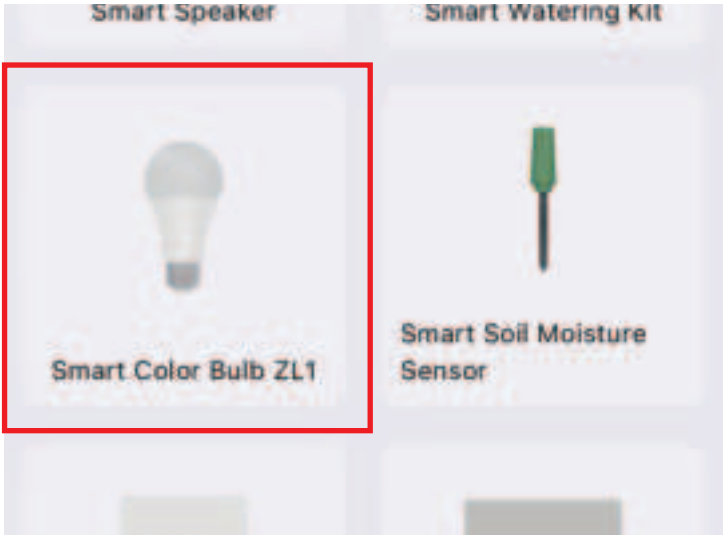 Smart Speaker
Smart Watering Kit
Smart Color Bulb ZL1
Smart Soil Moisture
Sensor